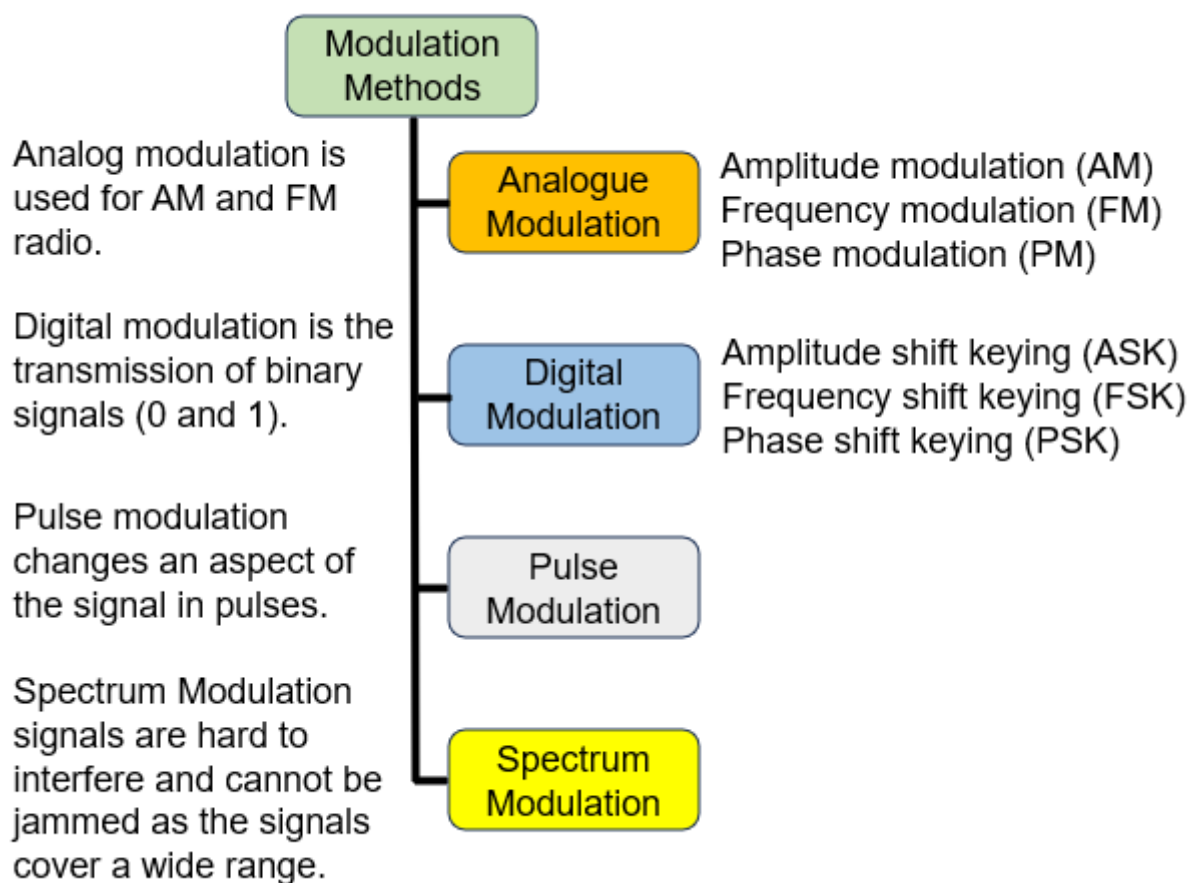 Modulation
Methods
Analog modulation is
used for AM and FM
radio.
Analogue
Modulation
Amplitude modulation (AM)
Frequency modulation (FM)
Phase modulation (PM)
Digital modulation is the
transmission of binary
signals (0 and 1).
Digital
Modulation
Amplitude shift keying (ASK)
Frequency shift keying (FSK)
Phase shift keying (PSK)
Pulse modulation
changes an aspect of
the signal in pulses.
Pulse
Modulation
Spectrum Modulation
signals are hard to
interfere and cannot be
jammed as the signals
cover a wide range.
Spectrum
Modulation